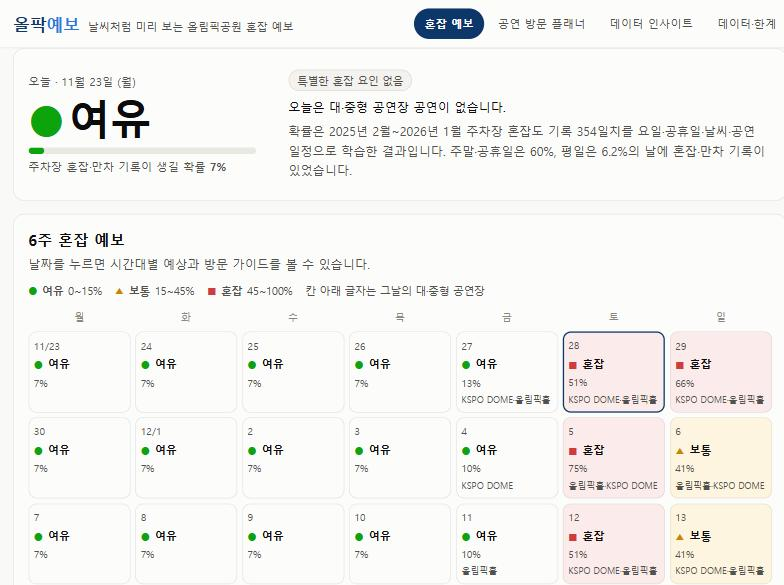 올팍예보 날씨처럼 미리 보는 올림픽공원 혼잡 예보 혼잡 예보 공연 방문 플래너 데이터 인사이트 데이터·한계
오늘 · 11월 23일 (월)
여유
주차장 혼잡·만차 기록이 생길 확률 7%
특별한 혼잡 요인 없음
오늘은 대·중형 공연장 공연이 없습니다.
확률은 2025년 2월~2026년 1월 주차장 혼잡도 기록 354일치를 요일·공휴일·날씨·공연
일정으로 학습한 결과입니다. 주말·공휴일은 60%, 평일은 6.2%의 날에 혼잡·만차 기록이
있었습니다.
6주 혼잡 예보
날짜를 누르면 시간대별 예상과 방문 가이드를 볼 수 있습니다.
여유 0~15% 보통 15~45% 혼잡 45~100% 칸 아래 글자는 그날의 대·중형 공연장
월 화 수 목 금 토 일
11/23 24 25 26 27 28 29
여유 여유 여유 여유 여유 혼잡 혼잡
7% 7% 7% 7% 13% 51% 66%
KSPO DOME·올림픽홀 KSPO DOME·올림픽홀 KSPO DOME·올림픽홀
30 12/1 2 3 4 5 6
여유 여유 여유 여유 여유 혼잡 보통
7% 7% 7% 7% 10% 75% 41%
KSPO DOME 올림픽홀·KSPO DOME 올림픽홀·KSPO DOME
7 8 9 10 11 12 13
여유 여유 여유 여유 여유 혼잡 보통
7% 7% 7% 7% 10% 51% 41%
올림픽홀 KSPO DOME·올림픽홀 KSPO DOME·올림픽홀